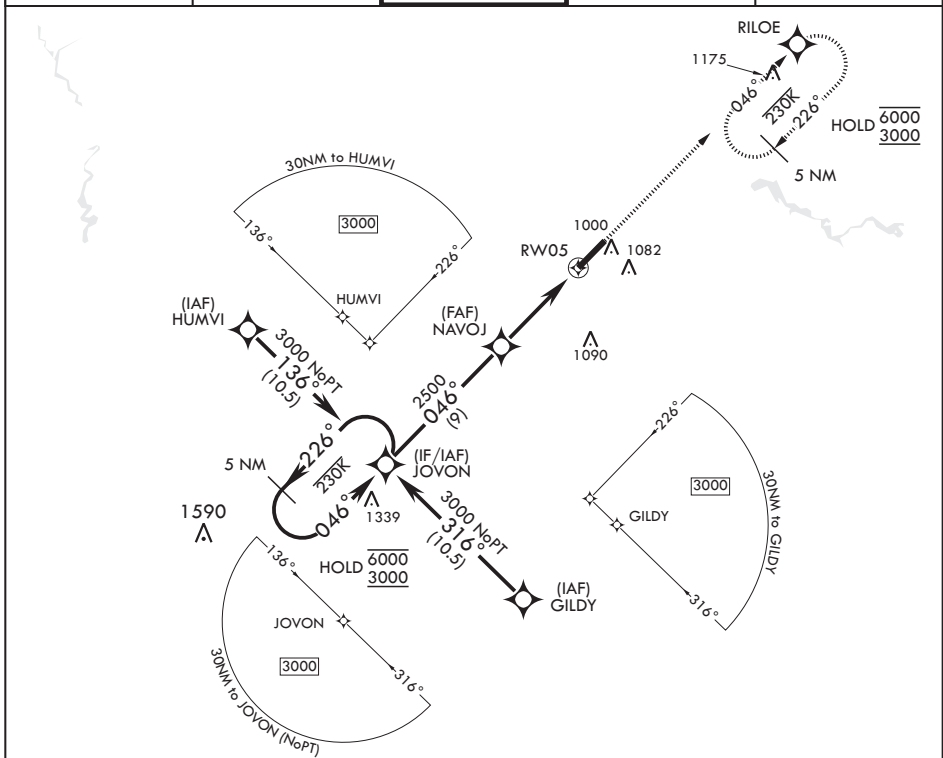 RILOE
1175
046°
230K
226°
HOLD 6000
3000
5 NM
30NM to HUMVI
3000
136°
226°
HUMVI
1000
RW05
1082
(IAF)
HUMVI
3000 NoPT
136°
(10.5)
(FAF)
NAVOJ
1090
2500
046°
(9)
226°
5 NM
230K
046°
(IF/IAF)
JOVON
1339
1590
HOLD 6000
3000
3000 NoPT
316°
(10.5)
(IAF)
GILDY
226°
3000
GILDY
30NM to GILDY
316°
136°
JOVON
3000
316°
30NM to JOVON (NoPT)